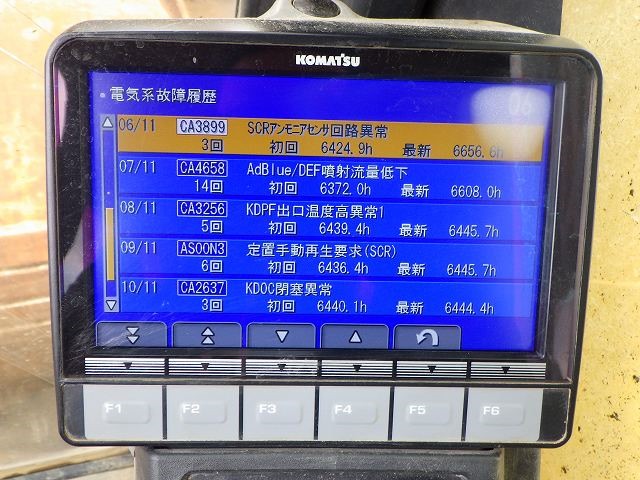 KOMATSU
電気系故障履歴
06/11 CA3899 SCRアンモニアセンサ回路異常
3回 初回 6424.9h 最新 6656.6h
07/11 CA4658 AdBlue/DEF噴射流量低下
14回 初回 6372.0h 最新 6608.0h
08/11 CA3256 KDPF出口温度高異常1
5回 初回 6439.4h 最新 6445.7h
09/11 AS00N3 定置手動再生要求(SCR)
6回 初回 6436.4h 最新 6445.7h
10/11 CA2637 KDOC閉塞異常
3回 初回 6440.1h 最新 6444.4h
F1 F2 F3 F4 F5 F6